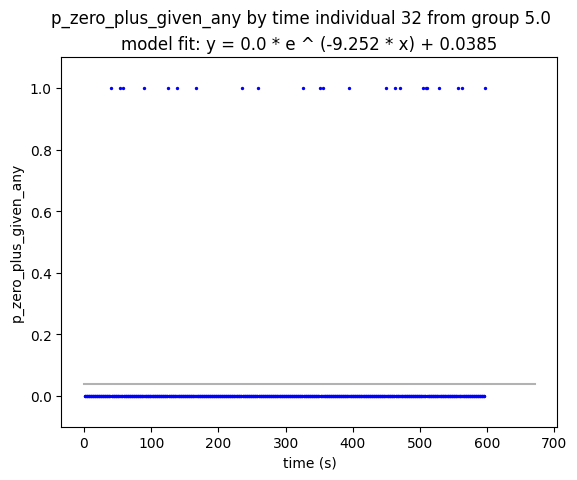 p_zero_plus_given_any by time individual 32 from group 5.0
model fit: y = 0.0 * e ^ (-9.252 * x) + 0.0385
p_zero_plus_given_any
1.0
0.8
0.6
0.4
0.2
0.0
0 100 200 300 400 500 600 700
time (s)